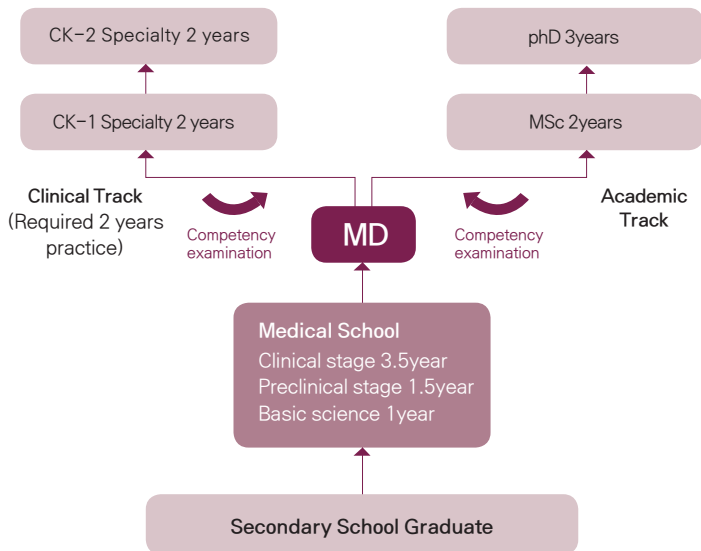 CK-2 Specialty 2 years
phD 3years
CK-1 Specialty 2 years
MSc 2years
Clinical Track
(Required 2 years
practice)
Competency
examination
MD
Competency
examination
Academic
Track
Medical School
Clinical stage 3.5year
Preclinical stage 1.5year
Basic science 1year
Secondary School Graduate